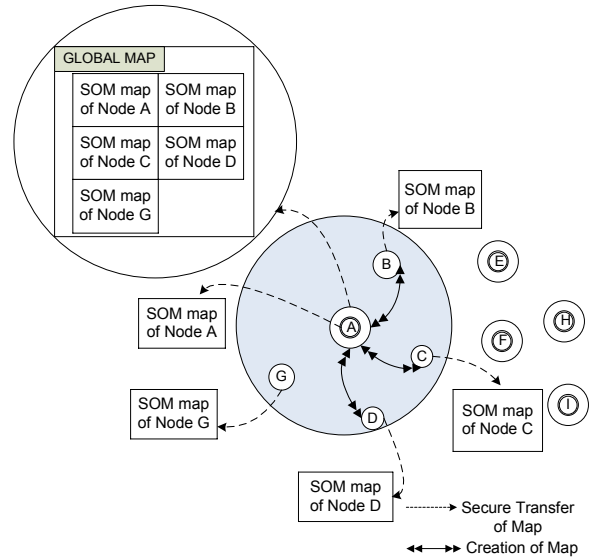 GLOBAL MAP
SOM map
of Node A
SOM map
of Node B
SOM map
of Node C
SOM map
of Node D
SOM map
of Node G
SOM map
of Node B
B
E
A
H
F
SOM map
of Node A
C
G
I
SOM map
of Node G
D
SOM map
of Node C
SOM map
of Node D
Secure Transfer
of Map
Creation of Map